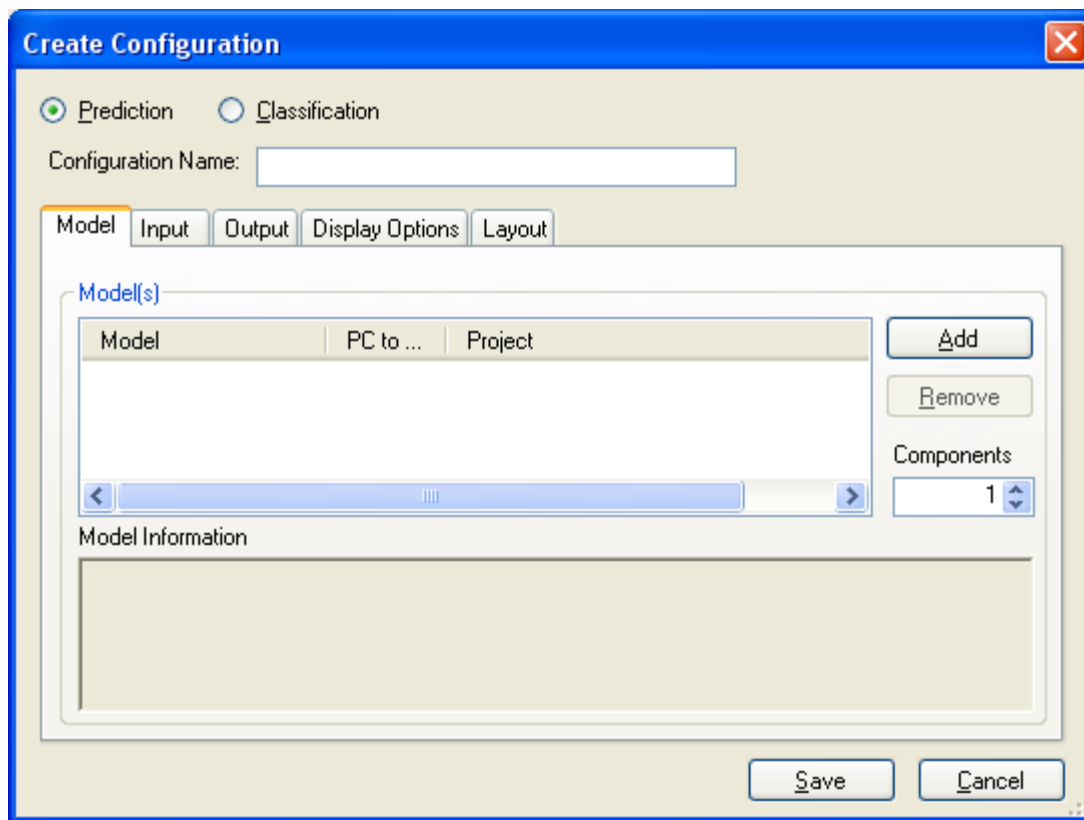 Create Configuration
Prediction Classification
Configuration Name:
Model Input Output Display Options Layout
Model(s)
Model PC to ... Project
Add
Remove
Components
1
Model Information
Save Cancel